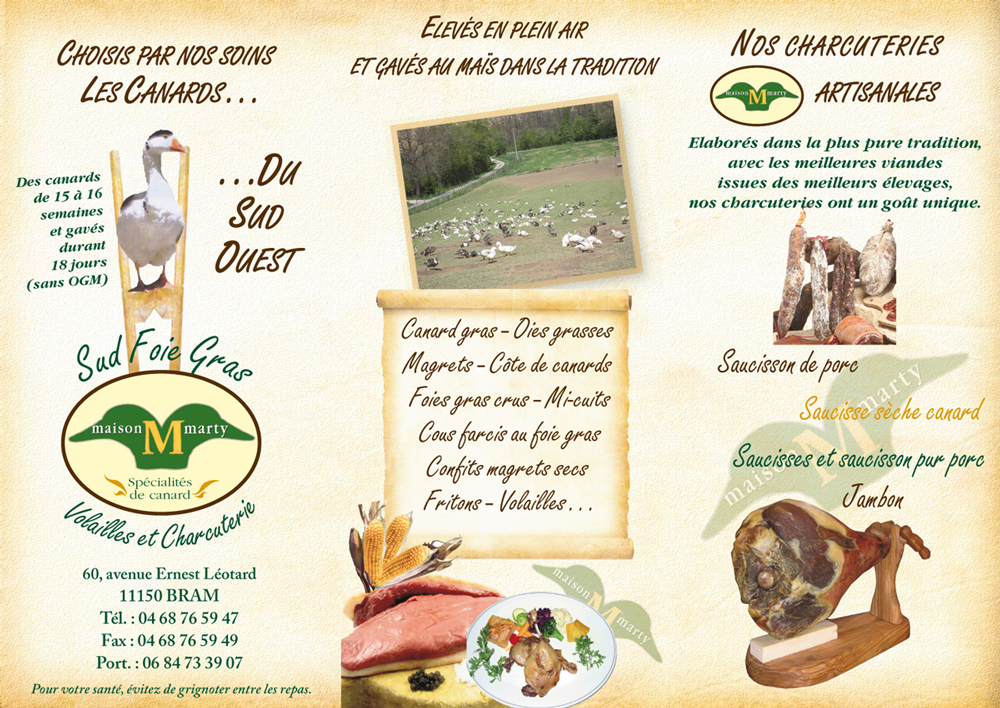 CHOISIS PAR NOS SOINS
LES CANARDS...
Des canards
de 15 à 16
semaines
et gavés
durant
18 jours
(sans OGM)
...DU
SUD
OUEST
Sud Foie Gras
maison M marty
Spécialités
de canard
Volailles et Charcuterie
60, avenue Ernest Léotard
11150 BRAM
Tél. : 04 68 76 59 47
Fax : 04 68 76 59 49
Port. : 06 84 73 39 07
Pour votre santé, évitez de grignoter entre les repas.
ELEVÉS EN PLEIN AIR
ET GAVÉS AU MAÏS DANS LA TRADITION
Canard gras – Oies grasses
Magrets – Côte de canards
Foies gras crus – Mi-cuits
Cous farcis au foie gras
Confits magrets secs
Fritons – Volailles...
maison M marty
NOS CHARCUTERIES
maison M marty
ARTISANALES
Elaborés dans la plus pure tradition,
avec les meilleures viandes
issues des meilleurs élevages,
nos charcuteries ont un goût unique.
Saucisson de porc
Saucisse sèche canard
Saucisses et saucisson pur porc
Jambon
maison M marty